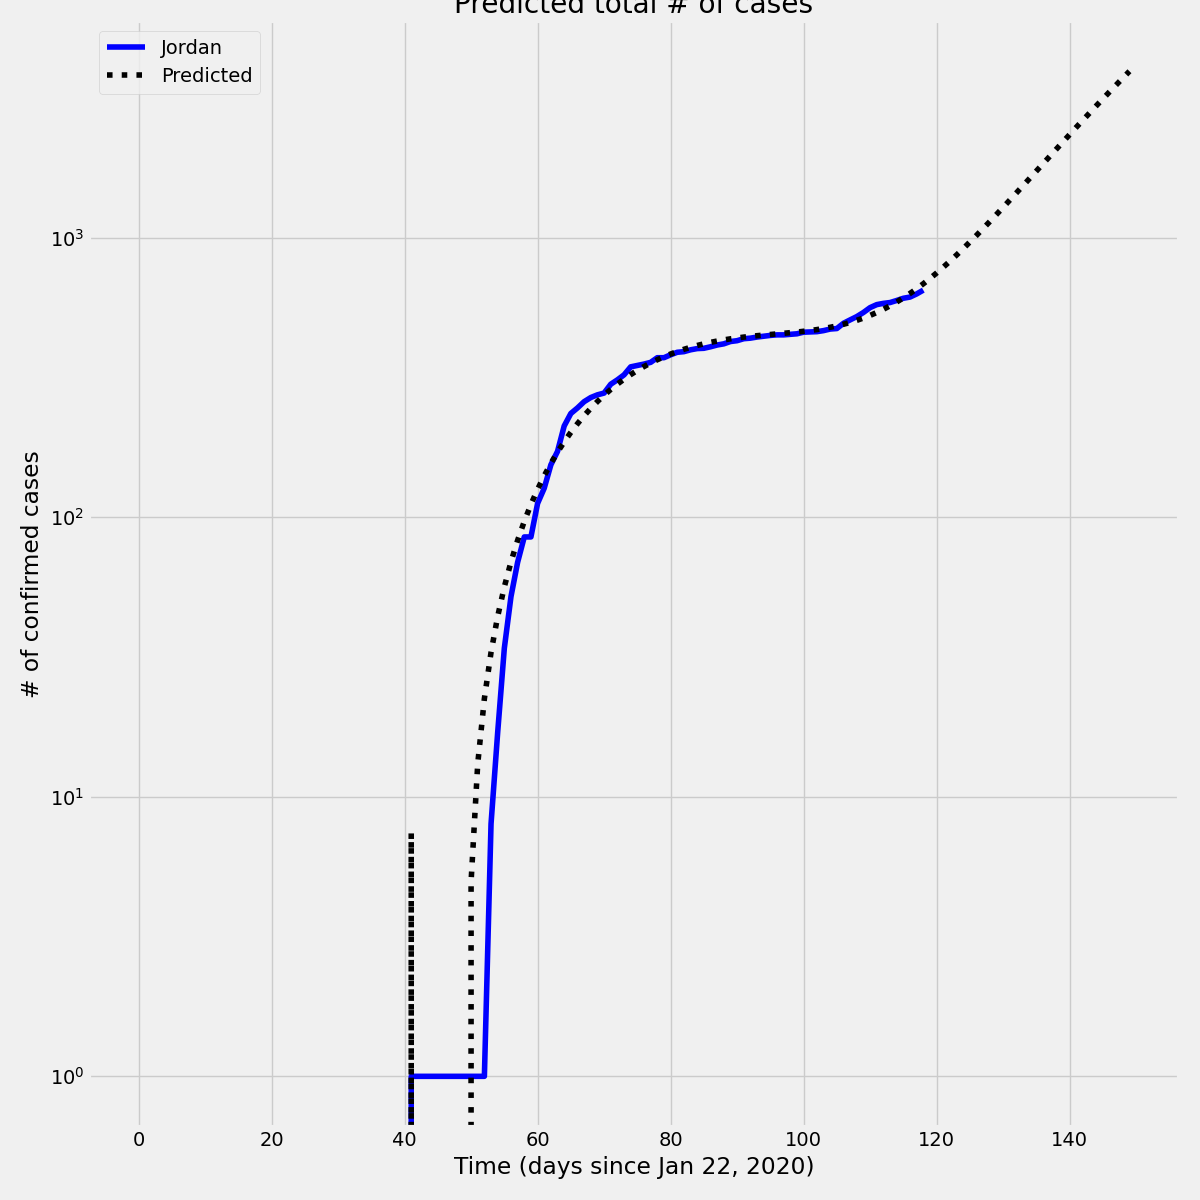 Predicted total # of cases
Jordan
Predicted
10³
10²
10¹
10⁰
# of confirmed cases
0 20 40 60 80 100 120 140
Time (days since Jan 22, 2020)